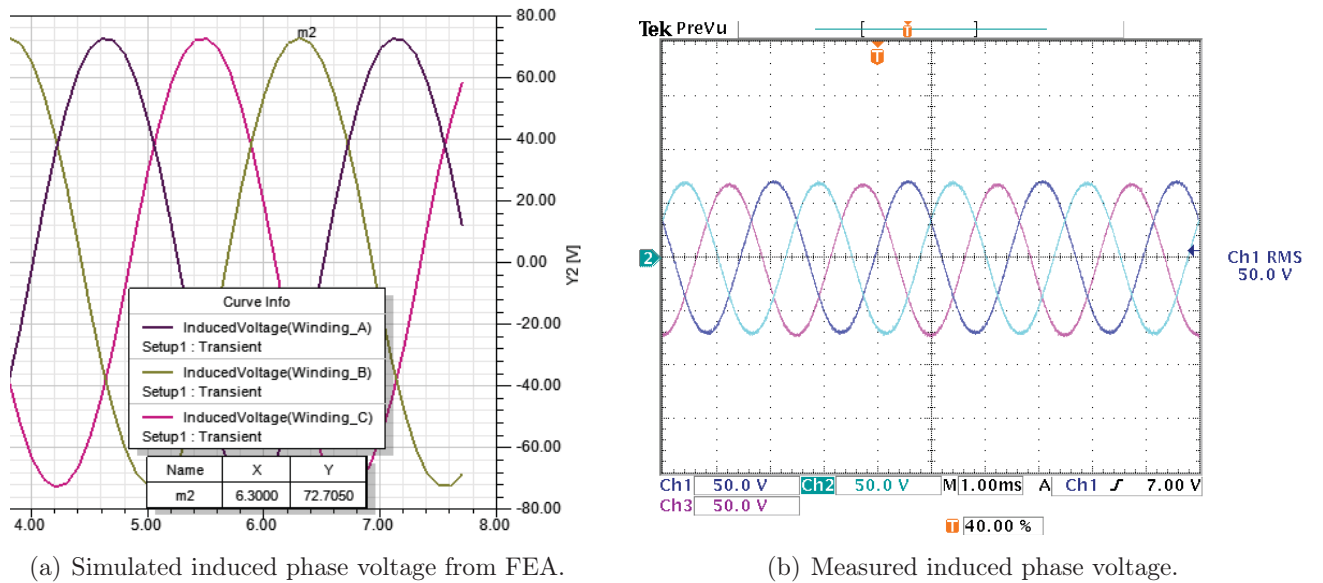 80.00
m2
60.00
40.00
20.00
0.00
Y2 [V]
-20.00
-40.00
-60.00
-80.00
Curve Info
InducedVoltage(Winding_A)
Setup1 : Transient
InducedVoltage(Winding_B)
Setup1 : Transient
InducedVoltage(Winding_C)
Setup1 : Transient
Name X Y
m2 6.3000 72.7050
4.00 5.00 6.00 7.00 8.00
(a) Simulated induced phase voltage from FEA.
Tek PreVu
T
T
2
Ch1 RMS
50.0 V
Ch1 50.0 V Ch2 50.0 V M 1.00ms A Ch1 7.00 V
Ch3 50.0 V
T 40.00 %
(b) Measured induced phase voltage.